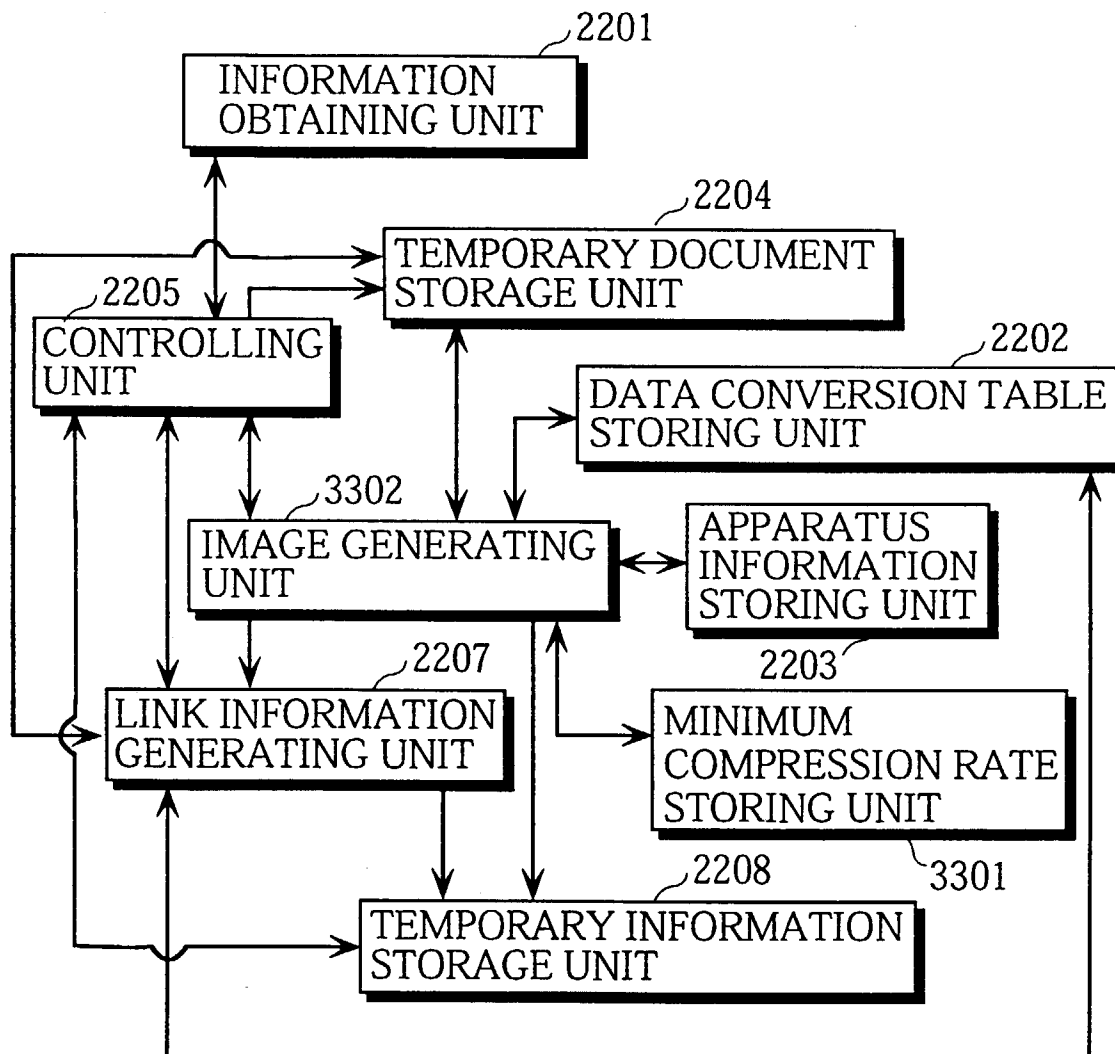 2201
INFORMATION
OBTAINING UNIT
2204
TEMPORARY DOCUMENT
STORAGE UNIT
2205
CONTROLLING
UNIT
2202
DATA CONVERSION TABLE
STORING UNIT
3302
IMAGE GENERATING
UNIT
APPARATUS
INFORMATION
STORING UNIT
2203
2207
LINK INFORMATION
GENERATING UNIT
MINIMUM
COMPRESSION RATE
STORING UNIT
3301
2208
TEMPORARY INFORMATION
STORAGE UNIT